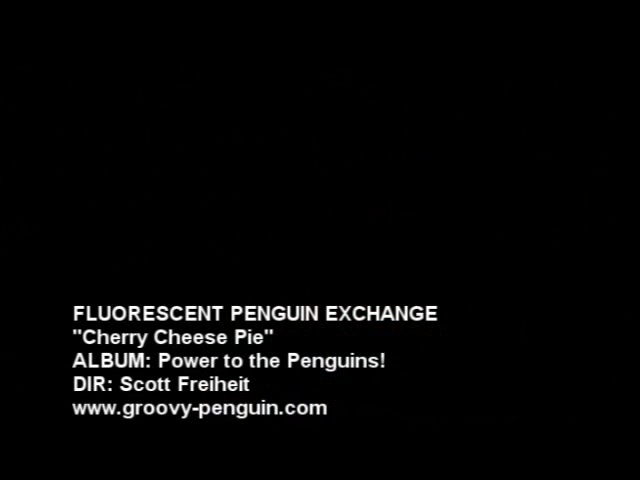 FLUORESCENT PENGUIN EXCHANGE
"Cherry Cheese Pie"
ALBUM: Power to the Penguins!
DIR: Scott Freiheit
www.groovy-penguin.com